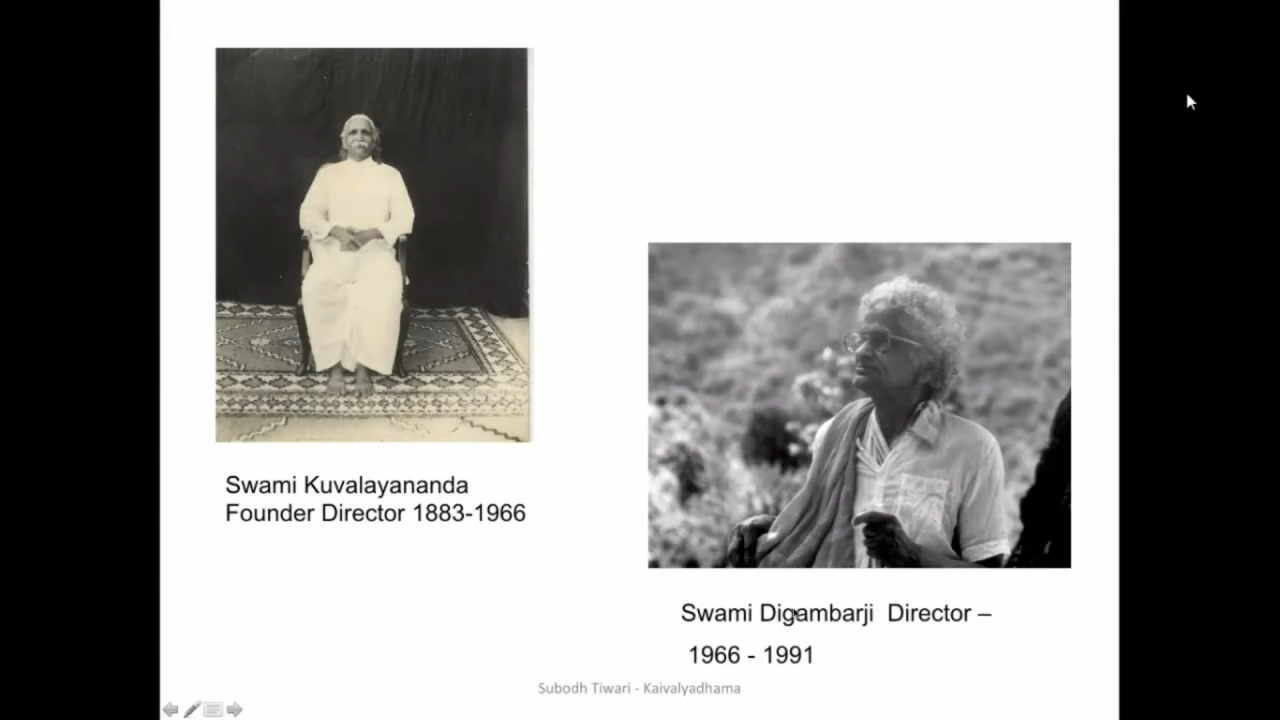 Swami Kuvalayananda
Founder Director 1883-1966
Swami Digambarji  Director –
1966 - 1991
Subodh Tiwari - Kaivalyadhama